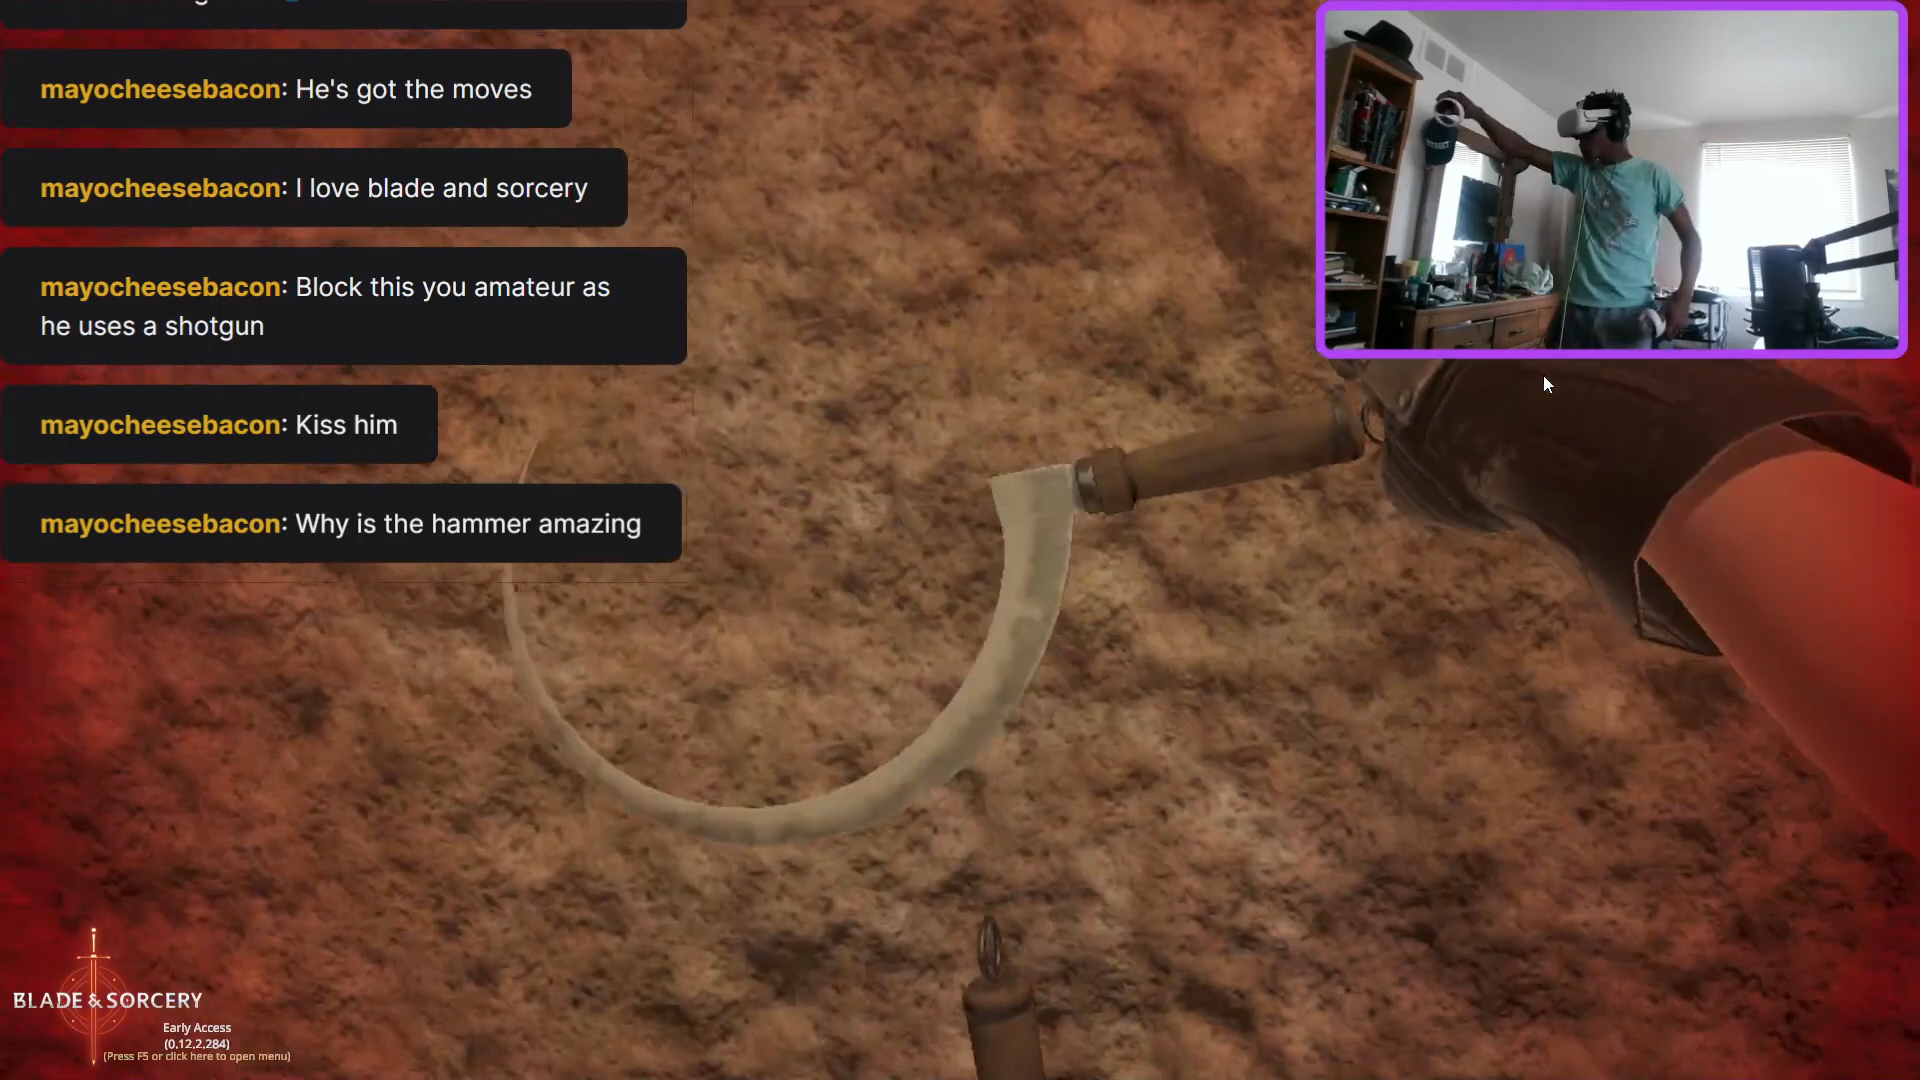 mayocheesebacon: He's got the moves
mayocheesebacon: I love blade and sorcery
mayocheesebacon: Block this you amateur as
he uses a shotgun
mayocheesebacon: Kiss him
mayocheesebacon: Why is the hammer amazing
BLADE & SORCERY
Early Access
(0.12.2.284)
(Press F5 or click here to open menu)